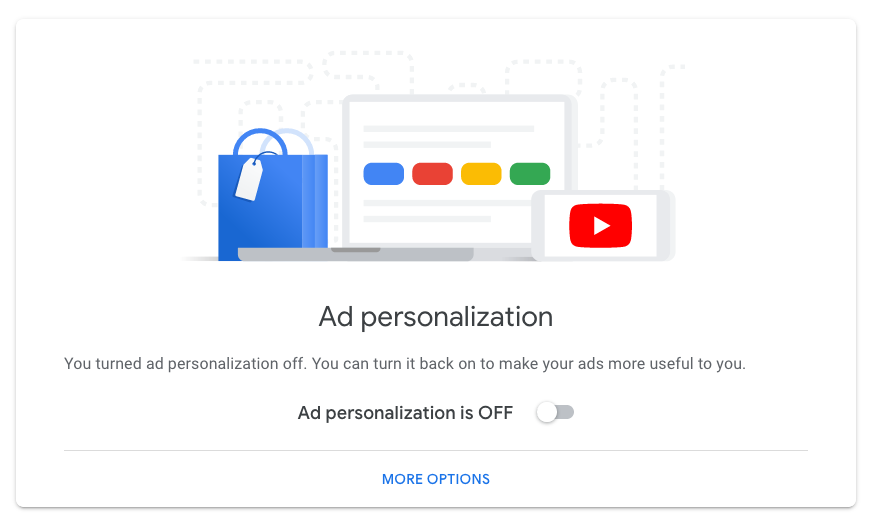 Ad personalization
You turned ad personalization off. You can turn it back on to make your ads more useful to you.
Ad personalization is OFF
MORE OPTIONS